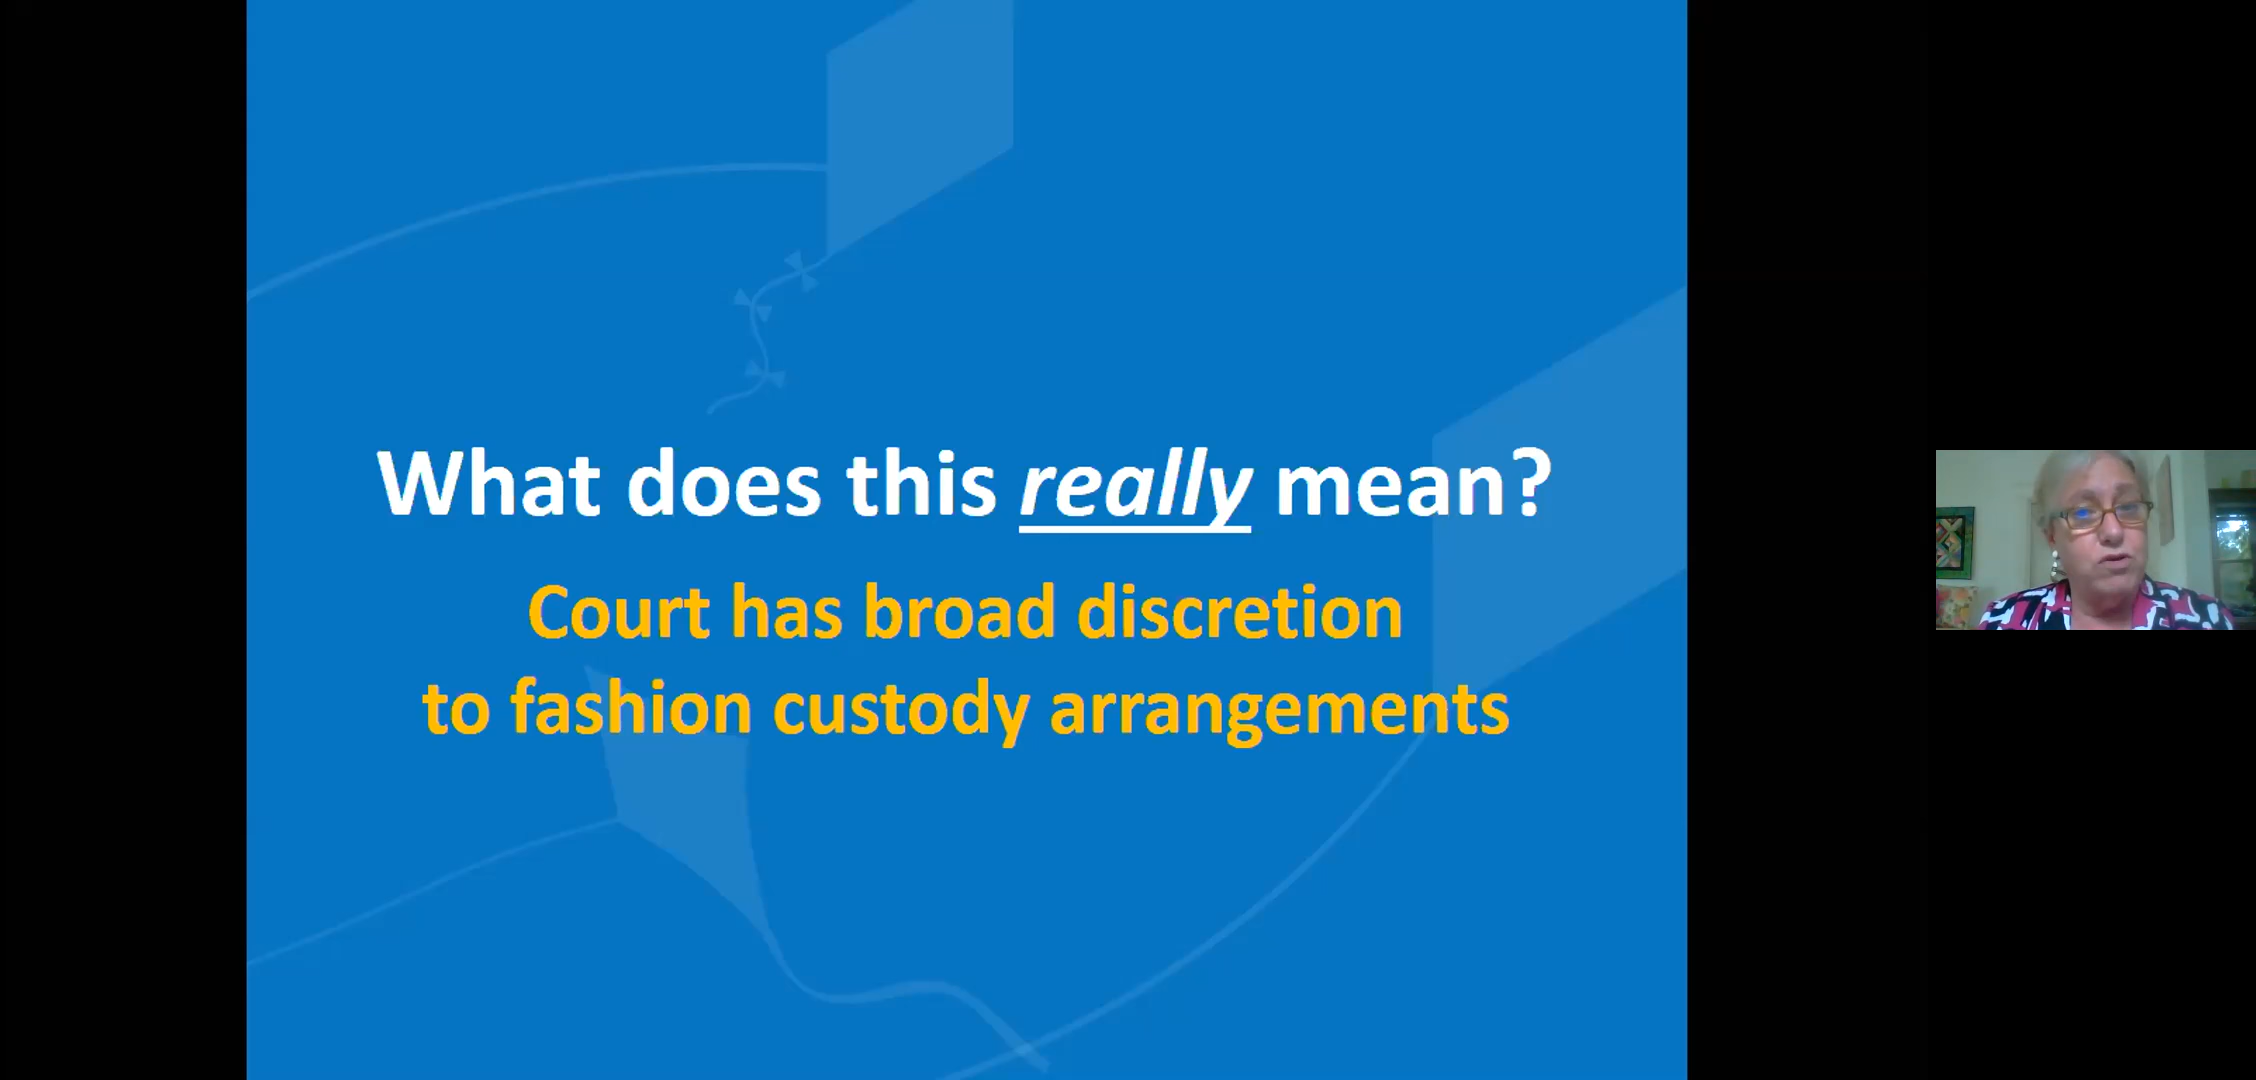 What does this really mean?
Court has broad discretion
to fashion custody arrangements